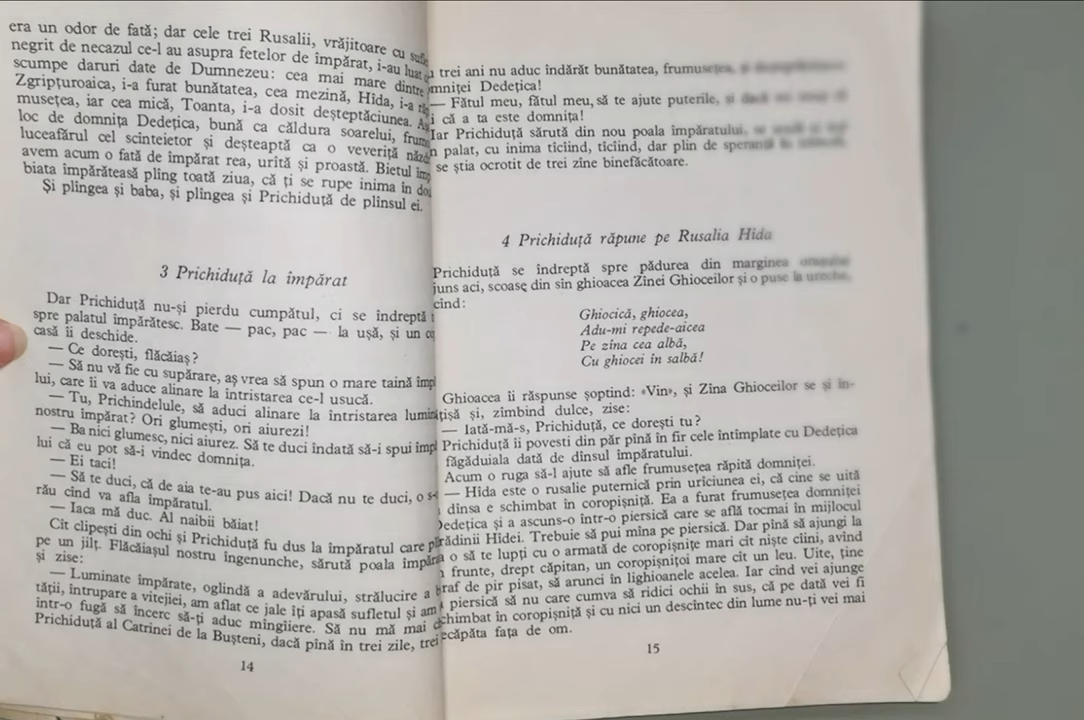 era un odor de fată; dar cele trei Rusalii, vrăjitoare cu
negrit de necazul ce-l au asupra fetelor de împărat, i-au luat
scumpe daruri date de Dumnezeu: cea mai mare dintre
Zgripțuroaica, i-a furat bunătatea, cea mezină, Hîda, i-a
musețea, iar cea mică, Toanta, i-a dosit deșteptăciunea.
loc de domnița Dedețica, bună ca căldura soarelui,
luceafărul cel scînteietor și deșteaptă ca o veveriță
avem acum o fată de împărat rea, urîtă și proastă. Bietul
biata împărăteasă plîng toată ziua, că ți se rupe inima în
Și plîngea și baba, și plîngea și Prichiduță de plînsul ei.
3 Prichiduță la împărat
Dar Prichiduță nu-și pierdu cumpătul, ci se îndreptă
spre palatul împărătesc. Bate — pac, pac — la ușă, și un
casă îi deschide.
— Ce dorești, flăcăiaș?
— Să nu vă fie cu supărare, aș vrea să spun o mare taină
lui, care îi va aduce alinare la întristarea ce-l usucă.
— Tu, Prichindelule, să aduci alinare la întristarea
nostru împărat? Ori glumești, ori aiurezi!
— Ba nici glumesc, nici aiurez. Să te duci îndată să-i spui
lui că eu pot să-i vindec domnița.
— Ei taci!
— Să te duci, că de aia te-au pus aici! Dacă nu te duci, o
rău cînd va afla împăratul.
— Iaca mă duc. Al naibii băiat!
Cît clipești din ochi și Prichiduță fu dus la împăratul care
pe un jilț. Flăcăiașul nostru îngenunche, sărută poala
și zise:
— Luminate împărate, oglindă a adevărului, strălucire a
tății, întrupare a vitejiei, am aflat ce jale îți apasă sufletul și am
într-o fugă să încerc să-ți aduc mîngîiere. Să nu mă mai
Prichiduță al Catrinei de la Bușteni, dacă pînă în trei zile, trei
14
trei ani nu aduc îndărăt bunătatea, frumusețea,
mniței Dedețica!
— Fătul meu, fătul meu, să te ajute puterile,
i că a ta este domnița!
Iar Prichiduță sărută din nou poala împăratului,
n palat, cu inima tîcîind, tîcîind, dar plin de
se știa ocrotit de trei zîne binefăcătoare.
4 Prichiduță răpune pe Rusalia Hida
Prichiduță se îndreptă spre pădurea din marginea orașului
juns aci, scoase din sîn ghioacea Zînei Ghioceilor și o puse la ureche,
cînd:
Ghiocică, ghiocea,
Adu-mi repede-aicea
Pe zîna cea albă,
Cu ghiocei în salbă!
Ghioacea îi răspunse șoptind: «Vin», și Zîna Ghioceilor se și în-
tișă și, zîmbind dulce, zise:
— Iată-mă-s, Prichiduță, ce dorești tu?
Prichiduță îi povesti din păr pînă în fir cele întîmplate cu Dedețica
făgăduiala dată de dînsul împăratului.
Acum o ruga să-l ajute să afle frumusețea răpită domniței.
— Hîda este o rusalie puternică prin urîciunea ei, că cine se uită
dînsa e schimbat în coropișniță. Ea a furat frumusețea domniței
Dedețica și a ascuns-o într-o piersică care se află tocmai în mijlocul
rădinii Hîdei. Trebuie să pui mîna pe piersică. Dar pînă să ajungi la
a o să te lupți cu o armată de coropișnițe mari cît niște cîini, avînd
frunte, drept căpitan, un coropișnițoi mare cît un leu. Uite, ține
raf de pir pisat, să arunci în lighioanele acelea. Iar cînd vei ajunge
piersică să nu care cumva să ridici ochii în sus, că pe dată vei fi
chimbat în coropișniță și cu nici un descîntec din lume nu-ți vei mai
ecăpăta fața de om.
15